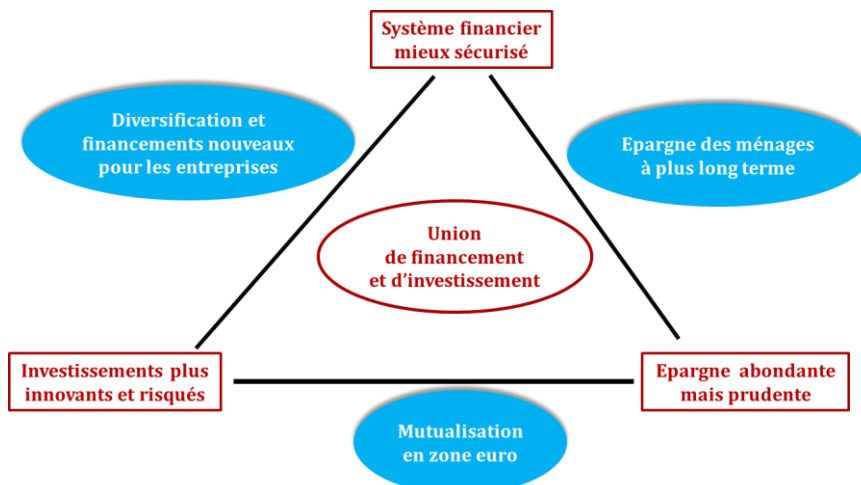 Système financier
mieux sécurisé
Diversification et
financements nouveaux
pour les entreprises
Epargne des ménages
à plus long terme
Union
de financement
et d'investissement
Investissements plus
innovants et risqués
Epargne abondante
mais prudente
Mutualisation
en zone euro